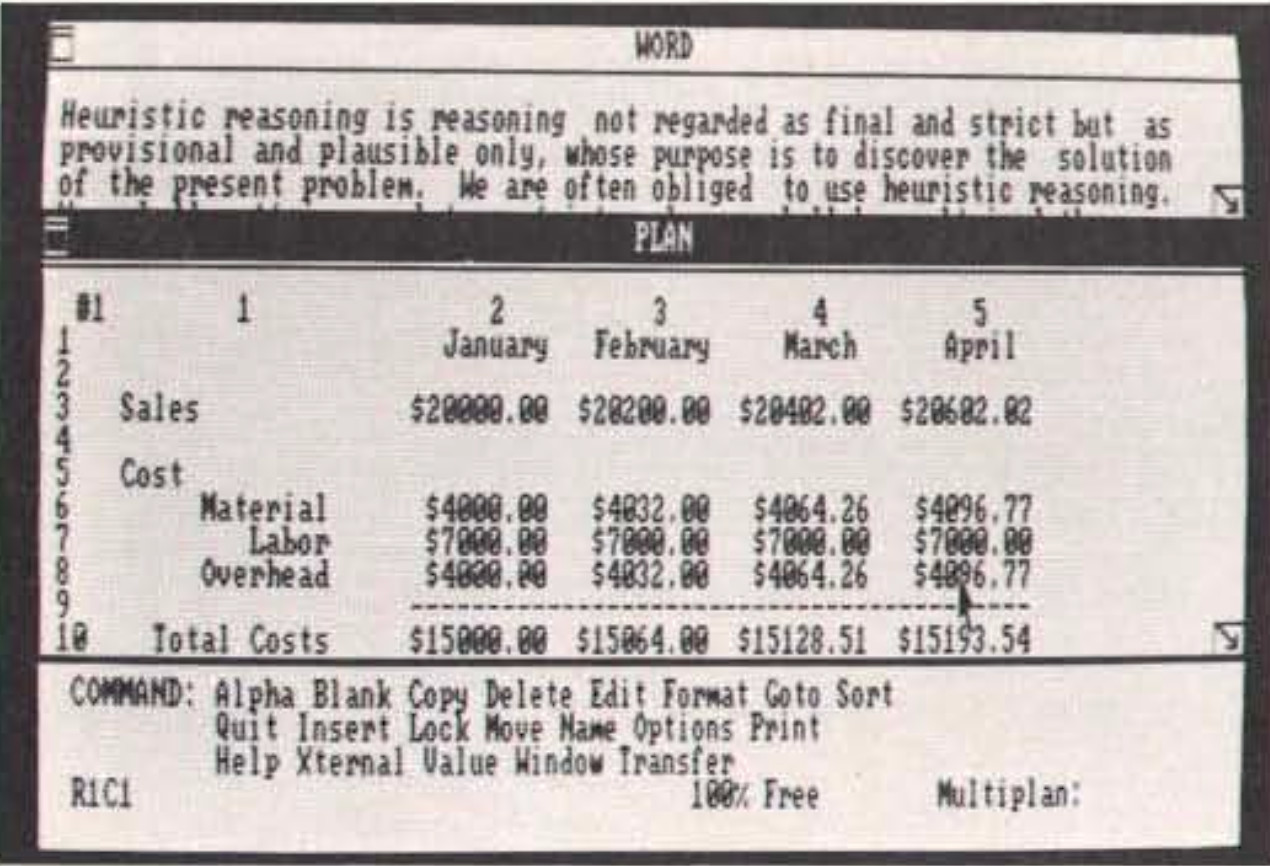 WORD
Heuristic reasoning is reasoning not regarded as final and strict but as
provisional and plausible only, whose purpose is to discover the solution
of the present problem. We are often obliged to use heuristic reasoning.
PLAN
#1 1 2 3 4 5
1 January February March April
2
3 Sales $20000.00 $20200.00 $20402.00 $20602.02
4
5 Cost
6 Material $4000.00 $4032.00 $4064.26 $4096.77
7 Labor $7000.00 $7000.00 $7000.00 $7000.00
8 Overhead $4000.00 $4032.00 $4064.26 $4096.77
9 ----------------------------------------
10 Total Costs $15000.00 $15064.00 $15128.51 $15193.54
COMMAND: Alpha Blank Copy Delete Edit Format Goto Sort
Quit Insert Lock Move Name Options Print
Help Xternal Value Window Transfer
R1C1 100% Free Multiplan: